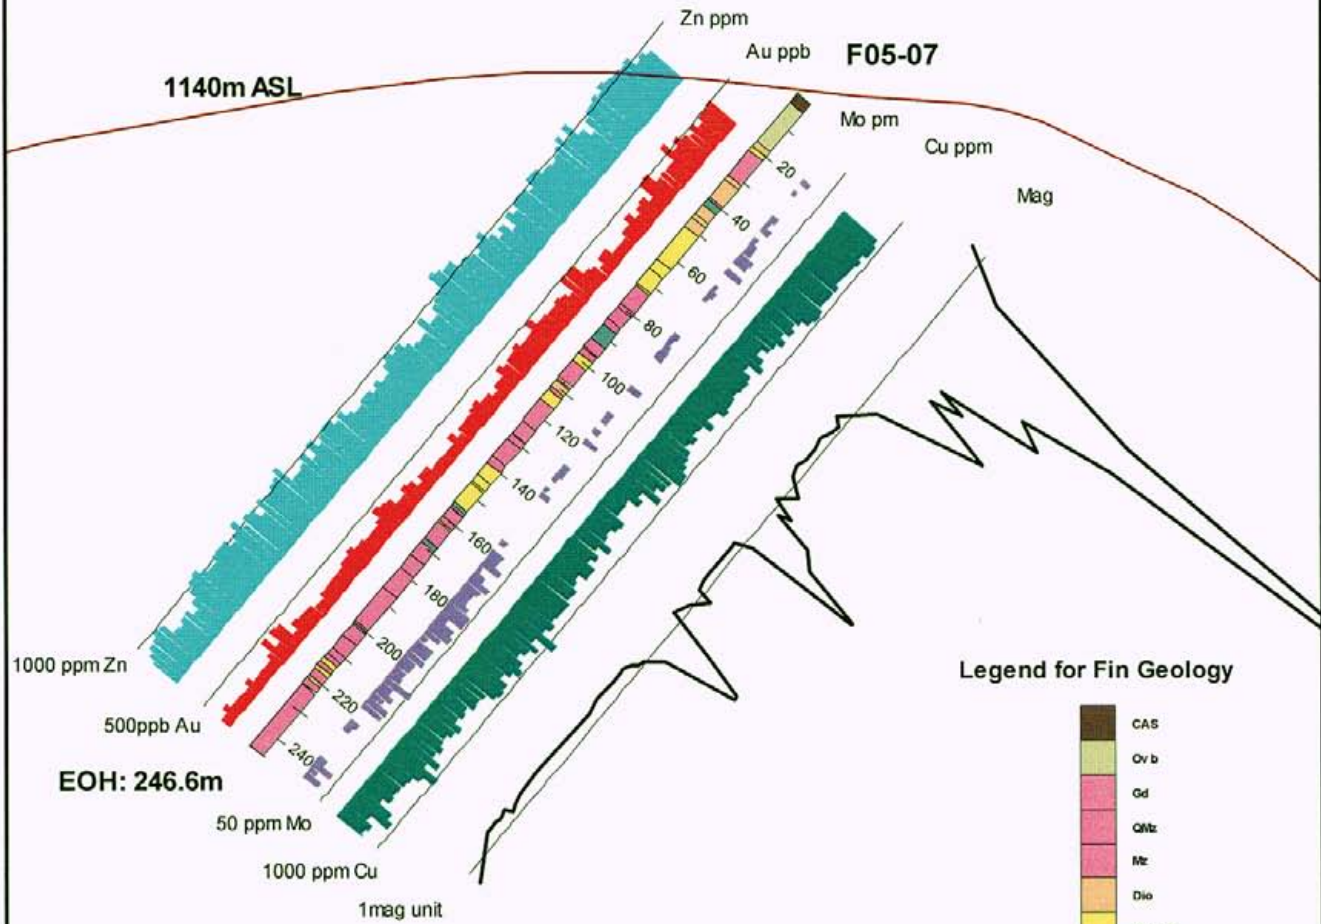 Zn ppm
Au ppb
F05-07
1140m ASL
Mo pm
Cu ppm
Mag
20
40
60
80
100
120
140
160
180
200
220
240
1000 ppm Zn
500ppb Au
EOH: 246.6m
50 ppm Mo
1000 ppm Cu
1mag unit
Legend for Fin Geology
CAS
Ov b
Gd
QMz
Mz
Dio